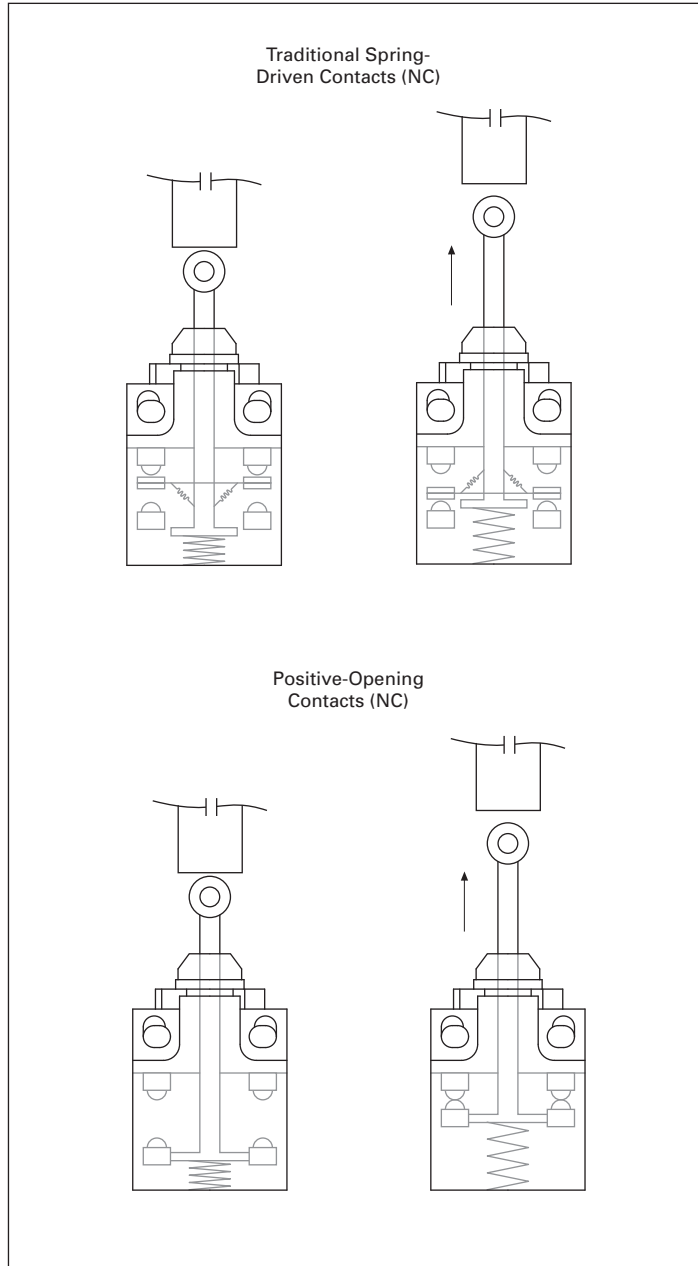 Traditional Spring-
Driven Contacts (NC)
Positive-Opening
Contacts (NC)